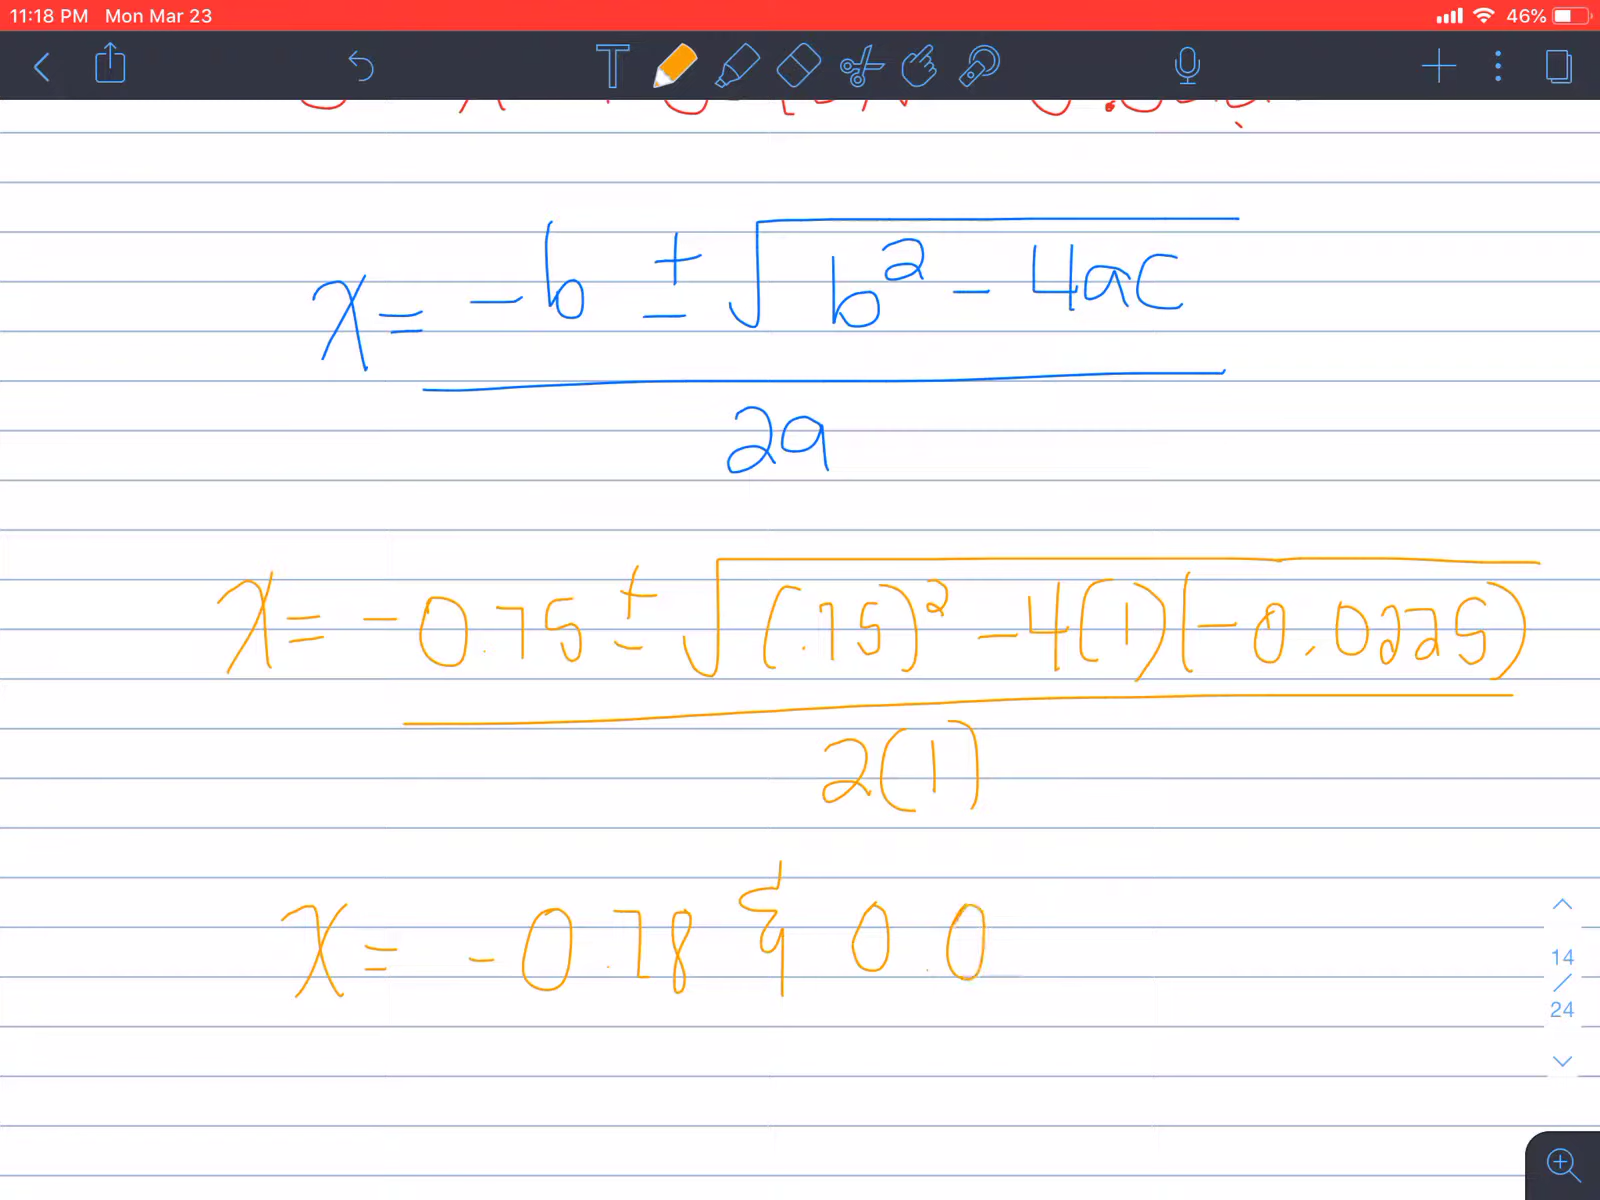 11:18 PM Mon Mar 23 46%
T
x = -b ± √(b² - 4ac)
2a
x = -0.75 ± √((.75)² - 4(1)(-0.0225)
2(1)
x = -0.78 & 0.0
14
/
24